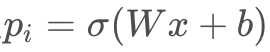 p_i = σ(Wx + b)